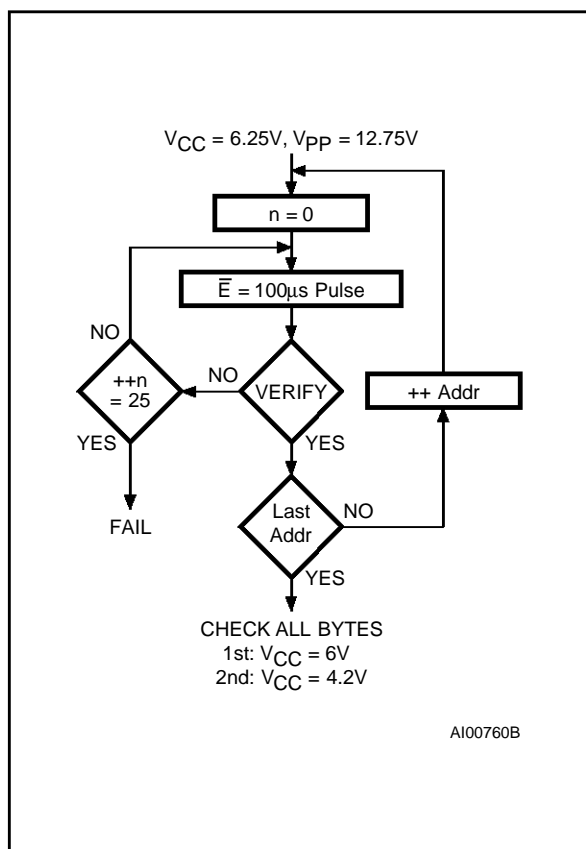 VCC = 6.25V, VPP = 12.75V
n = 0
E̅ = 100µs Pulse
NO
++n
= 25
NO
VERIFY
++ Addr
YES
YES
Last
Addr
NO
FAIL
YES
CHECK ALL BYTES
1st: VCC = 6V
2nd: VCC = 4.2V
AI00760B